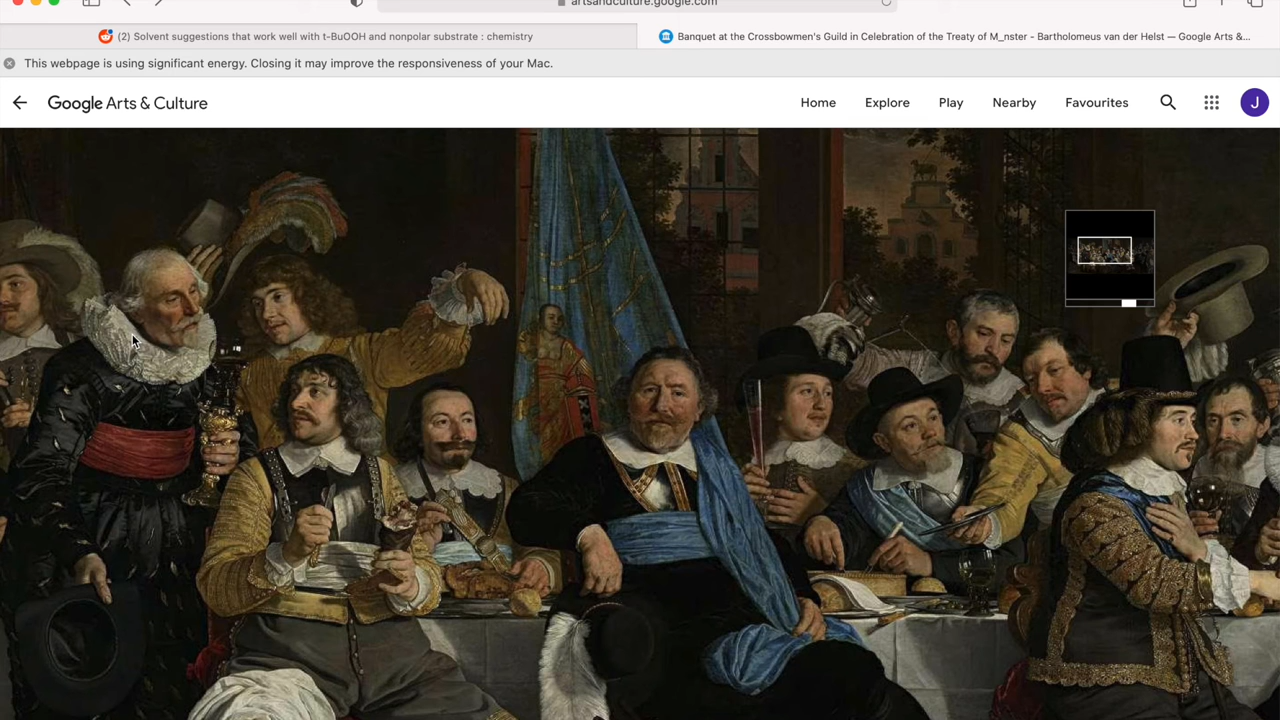 artsandculture.google.com
(2) Solvent suggestions that work well with t-BuOOH and nonpolar substrate : chemistry
Banquet at the Crossbowmen's Guild in Celebration of the Treaty of M_nster - Bartholomeus van der Helst — Google Arts &...
This webpage is using significant energy. Closing it may improve the responsiveness of your Mac.
Google Arts & Culture Home Explore Play Nearby Favourites J